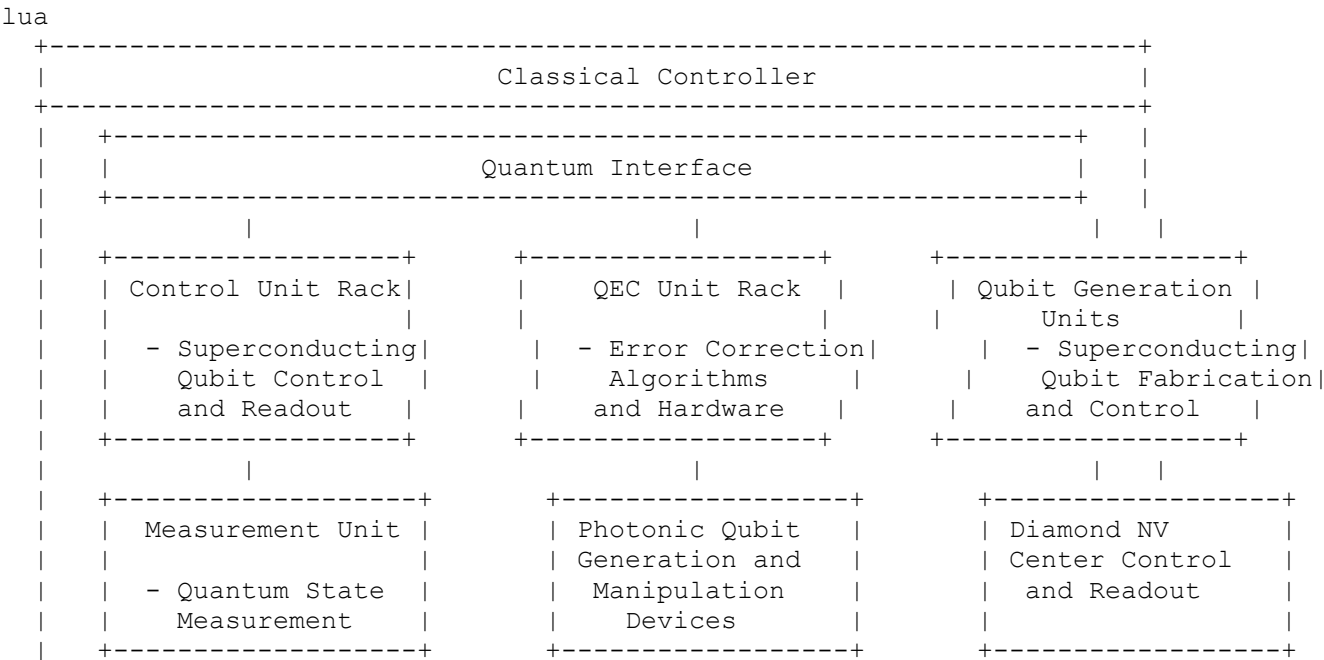 lua
+--------------------------------------------------------------------+
| Classical Controller |
+--------------------------------------------------------------------+
| +------------------------------------------------------------+ |
| | Quantum Interface | |
| +------------------------------------------------------------+ |
| | | | |
| +------------------+ +------------------+ +------------------+
| | Control Unit Rack| | QEC Unit Rack | | Qubit Generation |
| | | | | | Units |
| | - Superconducting| | - Error Correction| | - Superconducting|
| | Qubit Control | | Algorithms | | Qubit Fabrication|
| | and Readout | | and Hardware | | and Control |
| +------------------+ +------------------+ +------------------+
| | | | |
| +-------------------+ +------------------+ +------------------+
| | Measurement Unit | | Photonic Qubit | | Diamond NV |
| | | | Generation and | | Center Control |
| | - Quantum State | | Manipulation | | and Readout |
| | Measurement | | Devices | | |
| +-------------------+ +------------------+ +------------------+